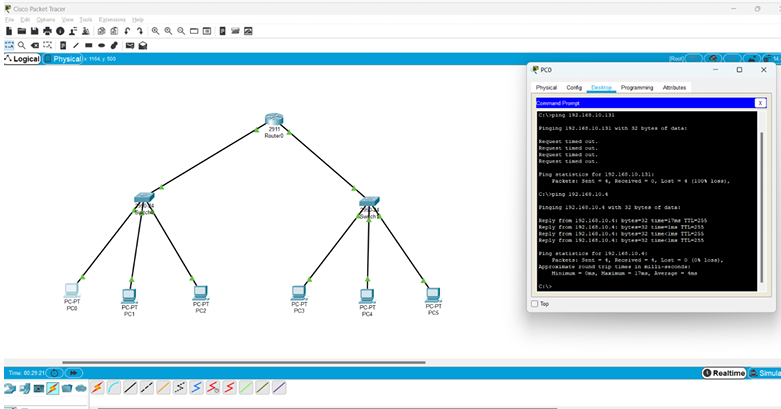 Cisco Packet Tracer
File Edit Options View Tools Extensions Help
Logical
Physical x: 1154, y: 500
[Root]
PC0
Physical Config Desktop Programming Attributes
Command Prompt X
C:\>ping 192.168.10.131
Pinging 192.168.10.131 with 32 bytes of data:
Request timed out.
Request timed out.
Request timed out.
Request timed out.
Ping statistics for 192.168.10.131:
Packets: Sent = 4, Received = 0, Lost = 4 (100% loss),
C:\>ping 192.168.10.4
Pinging 192.168.10.4 with 32 bytes of data:
Reply from 192.168.10.4: bytes=32 time=17ms TTL=255
Reply from 192.168.10.4: bytes=32 time<1ms TTL=255
Reply from 192.168.10.4: bytes=32 time<1ms TTL=255
Reply from 192.168.10.4: bytes=32 time<1ms TTL=255
Ping statistics for 192.168.10.4:
Packets: Sent = 4, Received = 4, Lost = 0 (0% loss),
Approximate round trip times in milli-seconds:
Minimum = 0ms, Maximum = 17ms, Average = 4ms
C:\>
Top
2911
Router0
PC-PT
PC0
PC-PT
PC1
PC-PT
PC2
PC-PT
PC3
PC-PT
PC4
PC-PT
PC5
Time: 00:29:21
Realtime
Simula